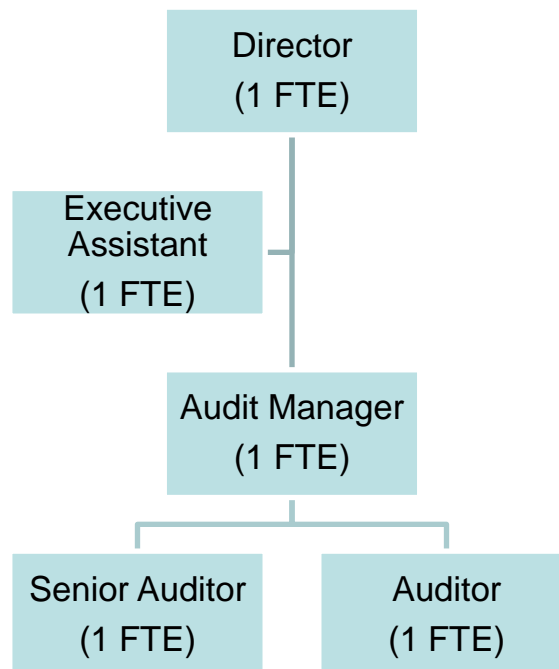 Director
(1 FTE)
Executive
Assistant
(1 FTE)
Audit Manager
(1 FTE)
Senior Auditor
(1 FTE)
Auditor
(1 FTE)